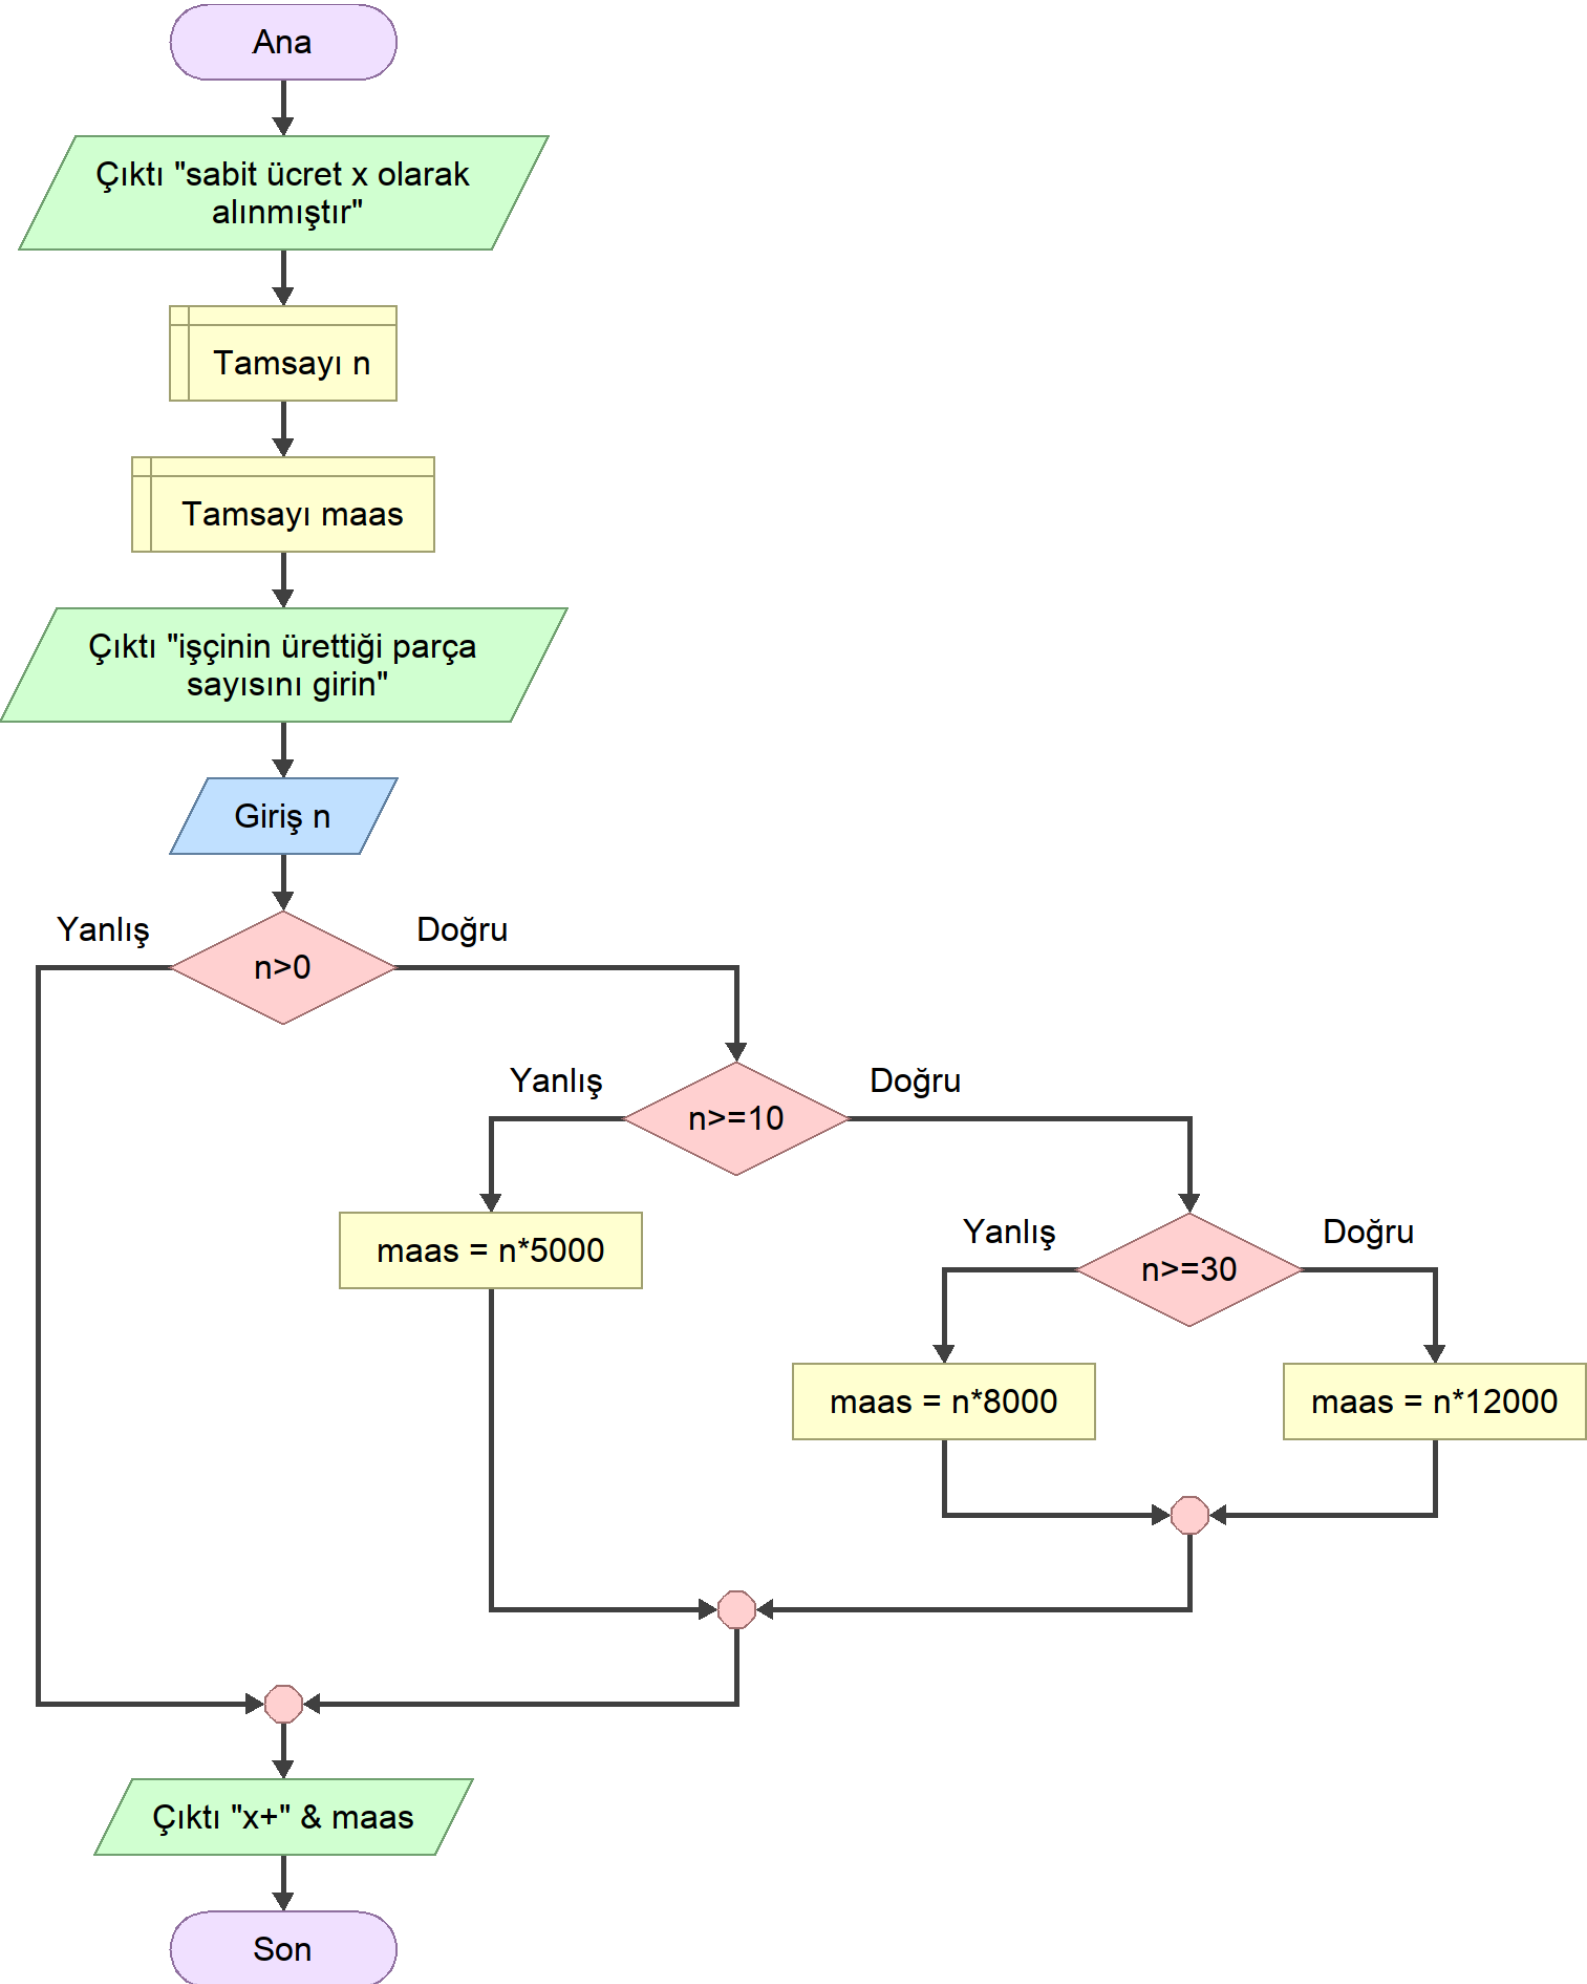 Ana
Çıktı "sabit ücret x olarak
alınmıştır"
Tamsayı n
Tamsayı maas
Çıktı "işçinin ürettiği parça
sayısını girin"
Giriş n
Yanlış
Doğru
n>0
Yanlış
Doğru
n>=10
Yanlış
Doğru
maas = n*5000
n>=30
maas = n*8000
maas = n*12000
Çıktı "x+" & maas
Son